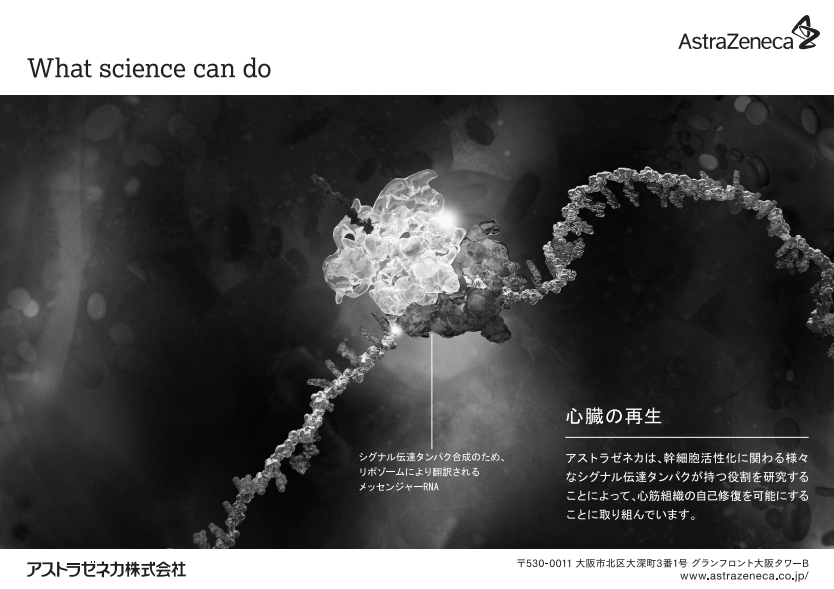 AstraZeneca
What science can do
シグナル伝達タンパク合成のため、
リボゾームにより翻訳される
メッセンジャーRNA
心臓の再生
アストラゼネカは、幹細胞活性化に関わる様々
なシグナル伝達タンパクが持つ役割を研究する
ことによって、心筋組織の自己修復を可能にする
ことに取り組んでいます。
アストラゼネカ株式会社
〒530-0011 大阪市北区大深町3番1号 グランフロント大阪タワーB
www.astrazeneca.co.jp/